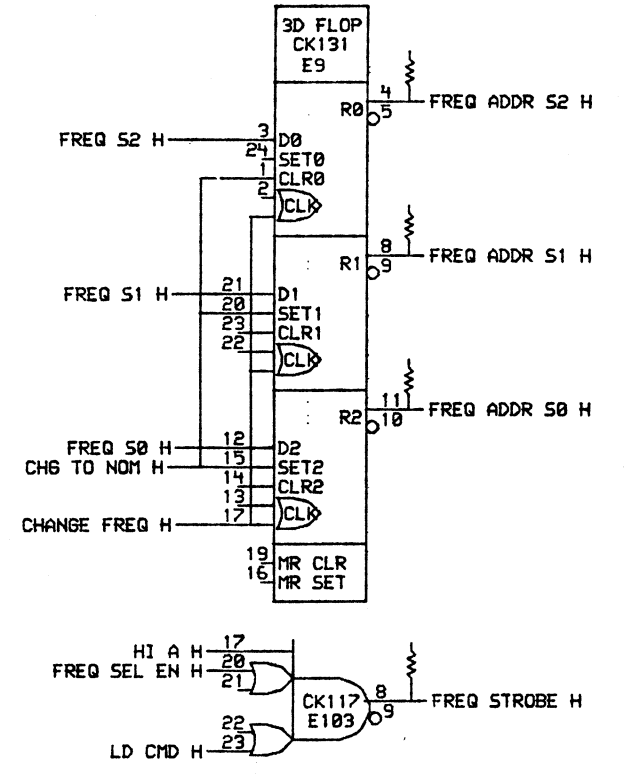 3D FLOP
CK131
E9
4
R0 FREQ ADDR S2 H
5
FREQ S2 H 3 D0
24 SET0
1 CLR0
2
CLK
8
R1 FREQ ADDR S1 H
9
FREQ S1 H 21 D1
20 SET1
23 CLR1
22
CLK
11
R2 FREQ ADDR S0 H
10
FREQ S0 H 12 D2
CHG TO NOM H 15 SET2
14 CLR2
13
CLK
CHANGE FREQ H 17
19 MR CLR
16 MR SET
HI A H 17
FREQ SEL EN H 20
21
CK117 8 FREQ STROBE H
E103 9
22
LD CMD H 23